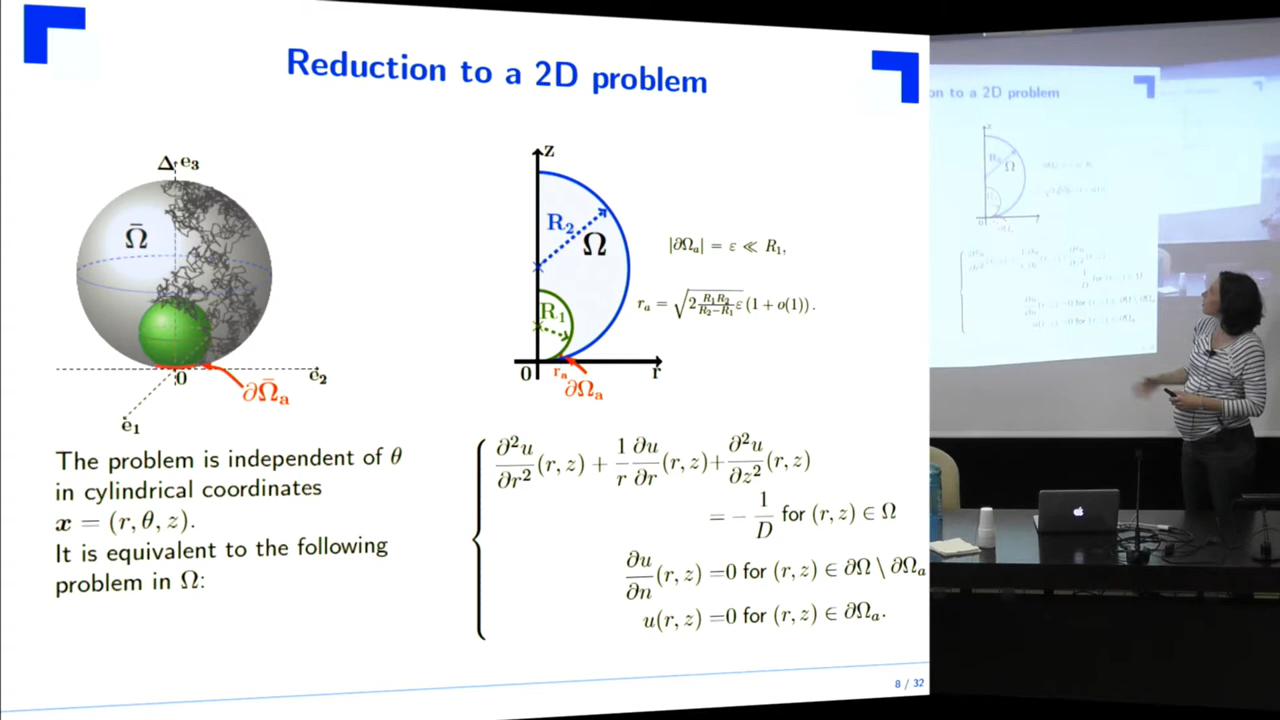 Reduction to a 2D problem
Δ e₃
Ω̄
0
e₂
∂Ω̄ₐ
e₁
z
R₂
Ω
R₁
0
rₐ
r
∂Ωₐ
|∂Ωₐ| = ε ≪ R₁,
rₐ = √(2 R₁R₂/(R₂−R₁) ε) (1 + o(1)).
The problem is independent of θ
in cylindrical coordinates
x = (r, θ, z).
It is equivalent to the following
problem in Ω:
∂²u/∂r² (r, z) + 1/r ∂u/∂r (r, z) + ∂²u/∂z² (r, z)
= − 1/D for (r, z) ∈ Ω
∂u/∂n (r, z) =0 for (r, z) ∈ ∂Ω \ ∂Ωₐ
u(r, z) =0 for (r, z) ∈ ∂Ωₐ.
8 / 32
on to a 2D problem
Ω